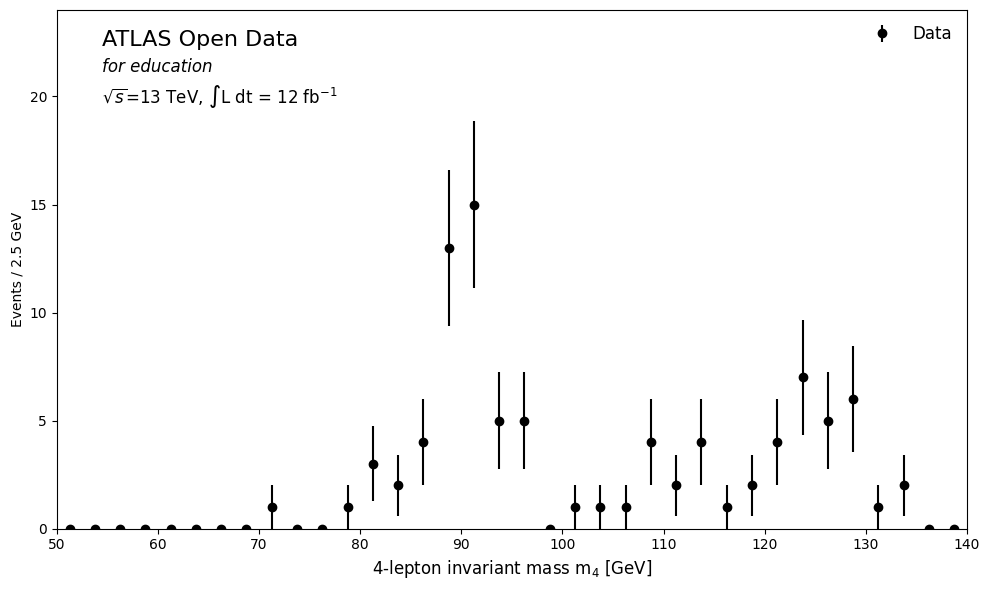 ATLAS Open Data
for education
√s=13 TeV, ∫L dt = 12 fb⁻¹
Data
Events / 2.5 GeV
20
15
10
5
0
50 60 70 80 90 100 110 120 130 140
4-lepton invariant mass m₄ [GeV]